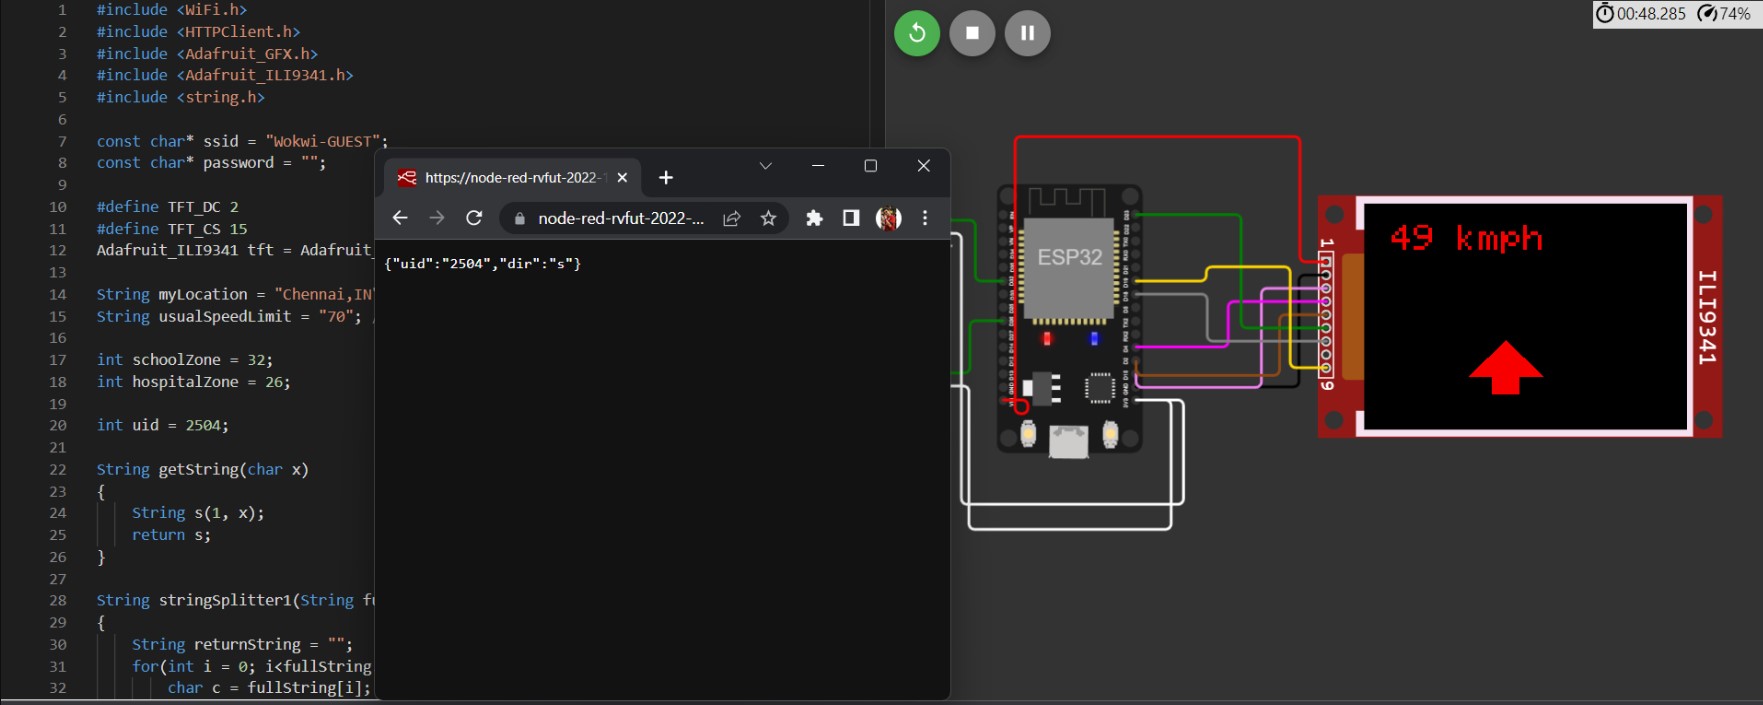 1 #include <WiFi.h>
2 #include <HTTPClient.h>
3 #include <Adafruit_GFX.h>
4 #include <Adafruit_ILI9341.h>
5 #include <string.h>
6
7 const char* ssid = "Wokwi-GUEST";
8 const char* password = "";
9
10 #define TFT_DC 2
11 #define TFT_CS 15
12 Adafruit_ILI9341 tft = Adafruit_
13
14 String myLocation = "Chennai,IN"
15 String usualSpeedLimit = "70"; /
16
17 int schoolZone = 32;
18 int hospitalZone = 26;
19
20 int uid = 2504;
21
22 String getString(char x)
23 {
24 String s(1, x);
25 return s;
26 }
27
28 String stringSplitter1(String fu
29 {
30 String returnString = "";
31 for(int i = 0; i<fullString
32 char c = fullString[i];
https://node-red-rvfut-2022-1
node-red-rvfut-2022-...
{"uid":"2504","dir":"s"}
00:48.285 74%
ESP32
1
9
49 kmph
ILI9341